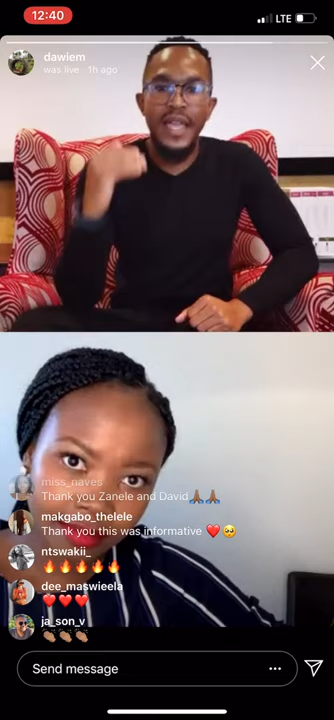 12:40
LTE
dawiem
was live · 1h ago
miss_naves
Thank you Zanele and David🙏🏾🙏🏾
makgabo_thelele
Thank you this was informative ❤️🥺
ntswakii_
🔥🔥🔥🔥🔥
dee_maswieela
❤️❤️❤️
ja_son_v
👏🏽👏🏽👏🏽
Send message